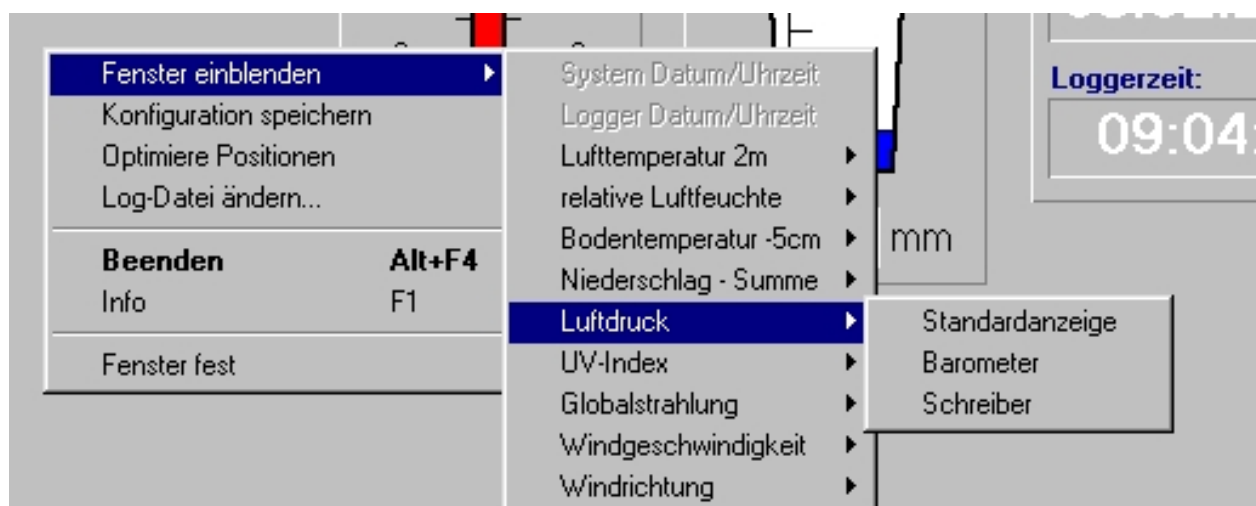 Fenster einblenden
Konfiguration speichern
Optimiere Positionen
Log-Datei ändern...
Beenden Alt+F4
Info F1
Fenster fest
System Datum/Uhrzeit
Logger Datum/Uhrzeit
Lufttemperatur 2m
relative Luftfeuchte
Bodentemperatur -5cm
Niederschlag - Summe
Luftdruck
UV-Index
Globalstrahlung
Windgeschwindigkeit
Windrichtung
Standardanzeige
Barometer
Schreiber
mm
Loggerzeit:
09:04